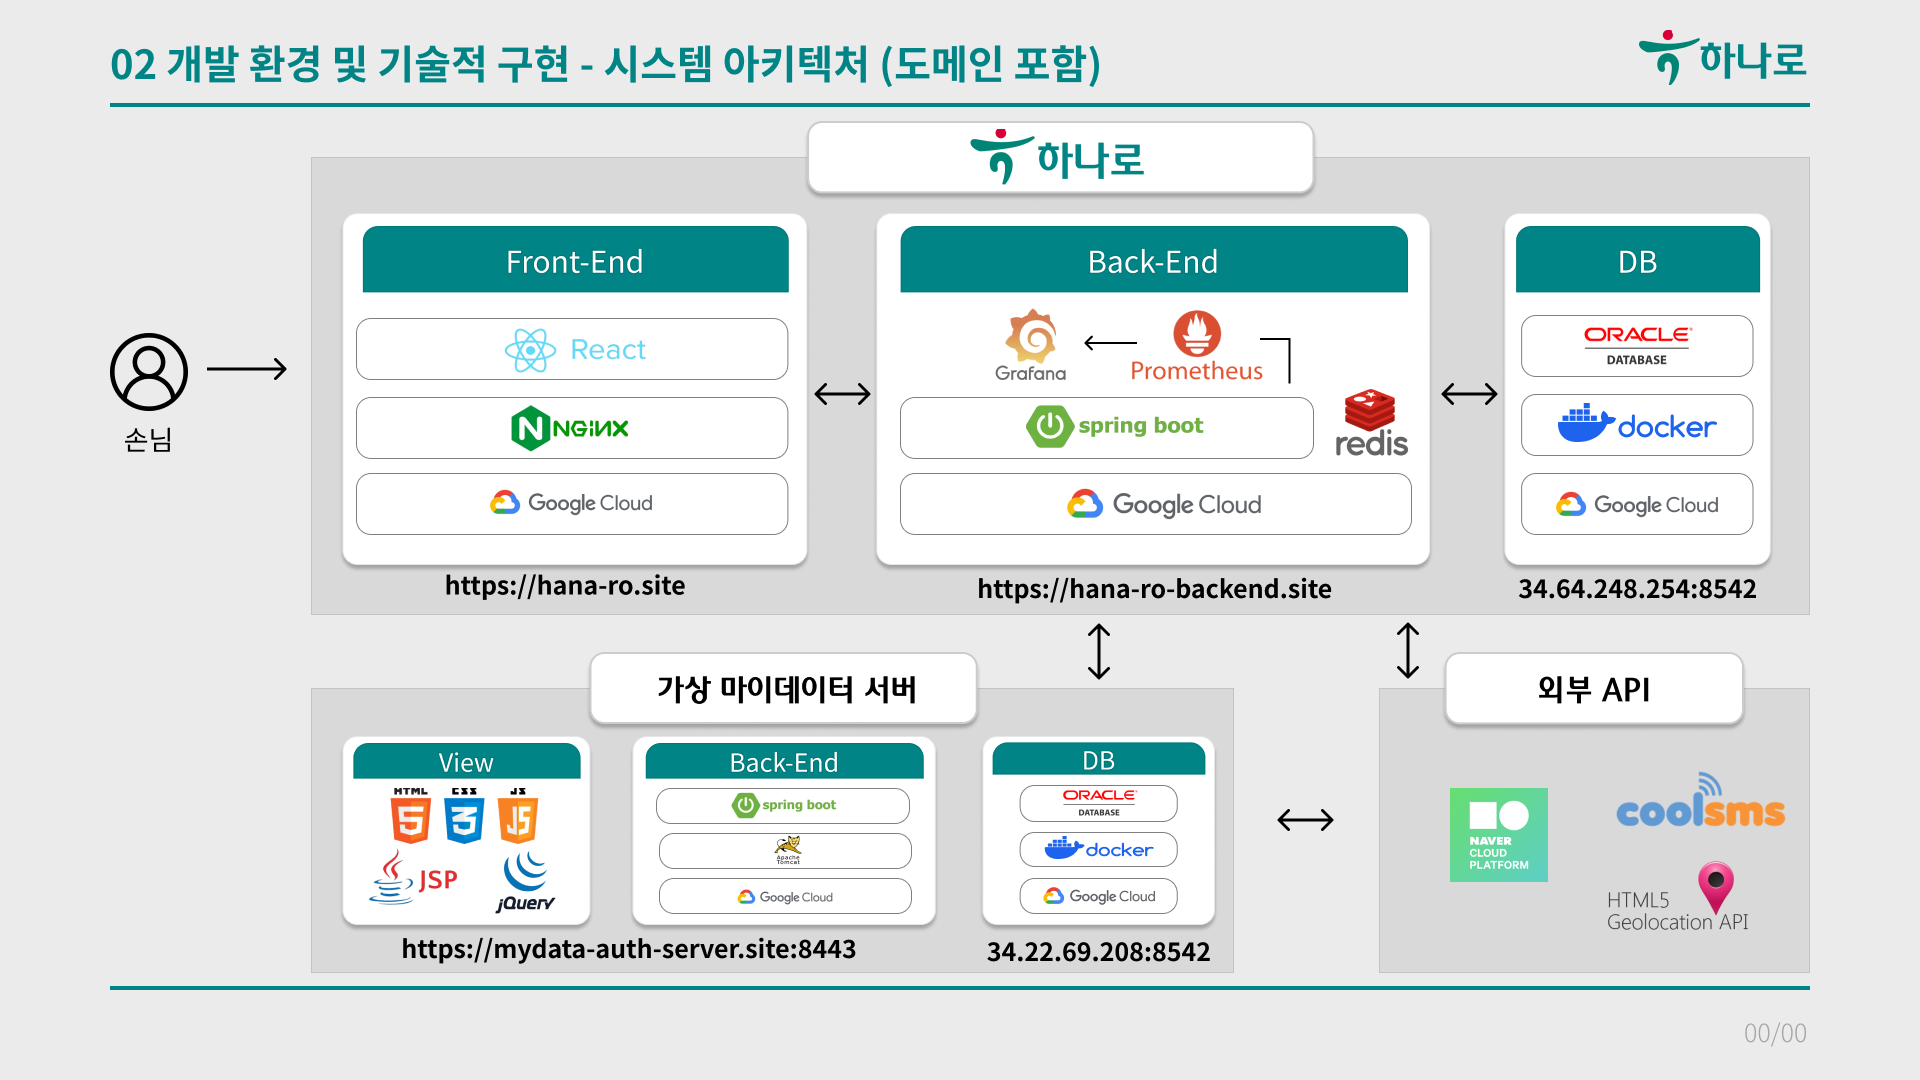 02 개발 환경 및 기술적 구현 - 시스템 아키텍처 (도메인 포함)
하나로
하나로
Front-End
React
NGINX
Google Cloud
https://hana-ro.site
Back-End
Grafana
Prometheus
spring boot
redis
Google Cloud
https://hana-ro-backend.site
DB
ORACLE
DATABASE
docker
Google Cloud
34.64.248.254:8542
손님
가상 마이데이터 서버
View
HTML
5
CSS
3
JS
JS
JSP
jQuery
Back-End
spring boot
Apache
Tomcat
Google Cloud
https://mydata-auth-server.site:8443
DB
ORACLE
DATABASE
docker
Google Cloud
34.22.69.208:8542
외부 API
NAVER
CLOUD
PLATFORM
coolsms
HTML5
Geolocation API
00/00